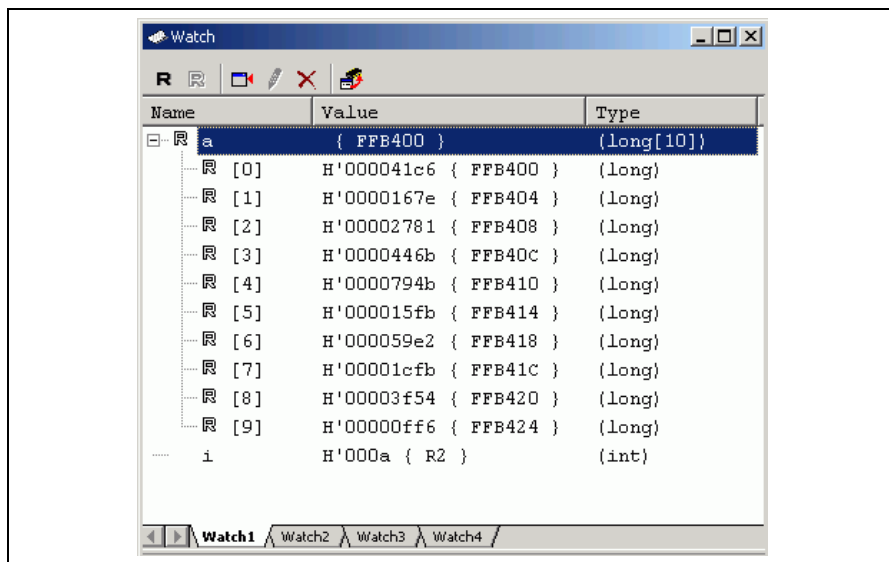 Watch
R R
Name Value Type
R a { FFB400 } (long[10])
R [0] H'000041c6 { FFB400 } (long)
R [1] H'0000167e { FFB404 } (long)
R [2] H'00002781 { FFB408 } (long)
R [3] H'0000446b { FFB40C } (long)
R [4] H'0000794b { FFB410 } (long)
R [5] H'000015fb { FFB414 } (long)
R [6] H'000059e2 { FFB418 } (long)
R [7] H'00001cfb { FFB41C } (long)
R [8] H'00003f54 { FFB420 } (long)
R [9] H'00000ff6 { FFB424 } (long)
i H'000a { R2 } (int)
Watch1 Watch2 Watch3 Watch4